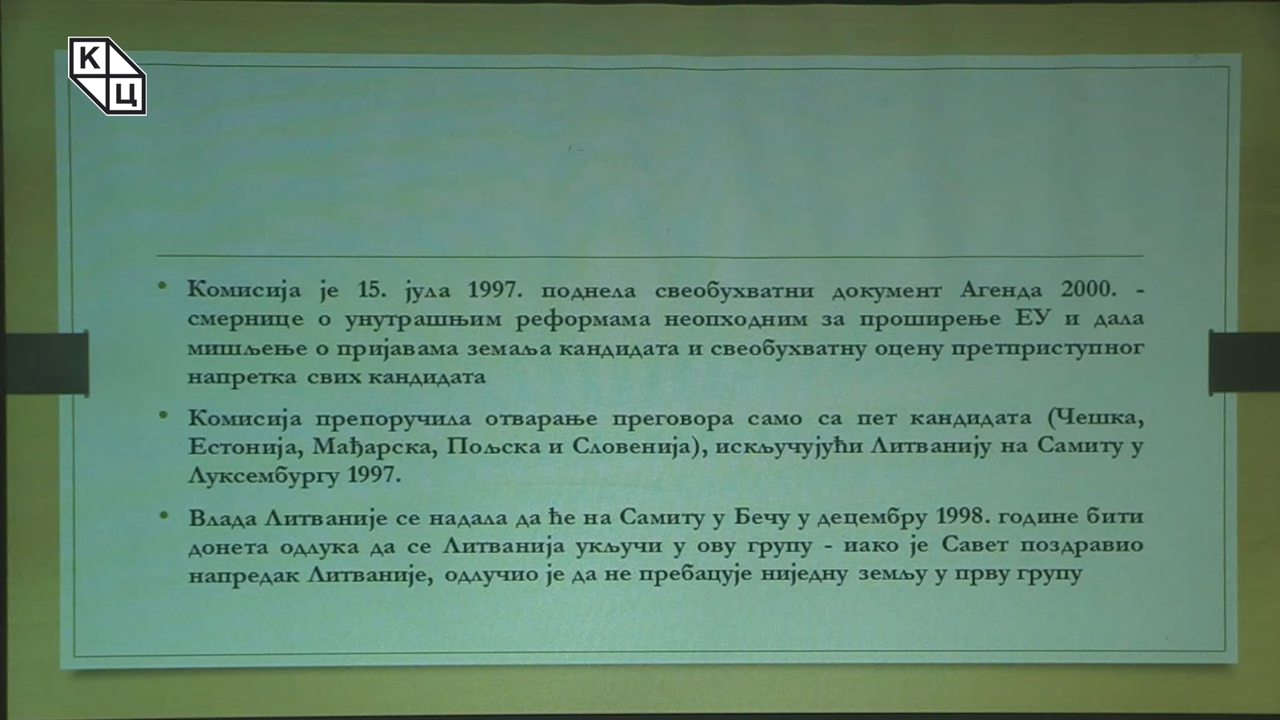 К
Ц
• Комисија је 15. јула 1997. поднела свеобухватни документ Агенда 2000. -
смернице о унутрашњим реформама неопходним за проширење ЕУ и дала
мишљење о пријавама земаља кандидата и свеобухватну оцену претприступног
напретка свих кандидата
• Комисија препоручила отварање преговора само са пет кандидата (Чешка,
Естонија, Мађарска, Пољска и Словенија), искључујући Литванију на Самиту у
Луксембургу 1997.
• Влада Литваније се надала да ће на Самиту у Бечу у децембру 1998. године бити
донета одлука да се Литванија укључи у ову групу - иако је Савет поздравио
напредак Литваније, одлучио је да не пребацује ниједну земљу у прву групу